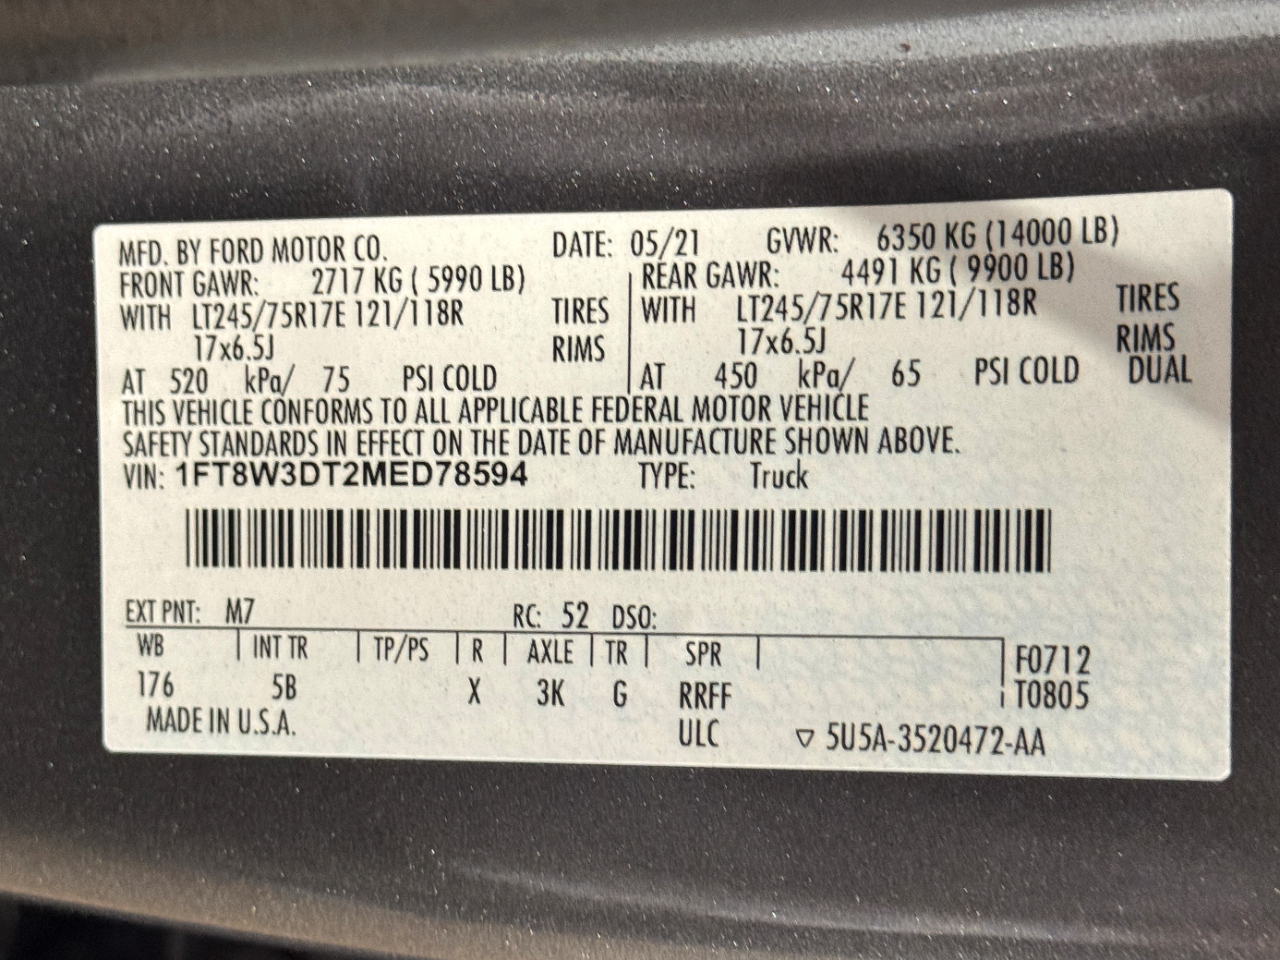 MFD. BY FORD MOTOR CO. DATE: 05/21 GVWR: 6350 KG (14000 LB)
FRONT GAWR: 2717 KG ( 5990 LB) REAR GAWR: 4491 KG ( 9900 LB)
WITH LT245/75R17E 121/118R TIRES WITH LT245/75R17E 121/118R TIRES
17x6.5J RIMS 17x6.5J RIMS
AT 520 kPa/ 75 PSI COLD AT 450 kPa/ 65 PSI COLD DUAL
THIS VEHICLE CONFORMS TO ALL APPLICABLE FEDERAL MOTOR VEHICLE
SAFETY STANDARDS IN EFFECT ON THE DATE OF MANUFACTURE SHOWN ABOVE.
VIN: 1FT8W3DT2MED78594 TYPE: Truck
EXT PNT: M7 RC: 52 DSO:
WB INT TR TP/PS R AXLE TR SPR F0712
176 5B X 3K G RRFF T0805
MADE IN U.S.A. ULC ▽ 5U5A-3520472-AA